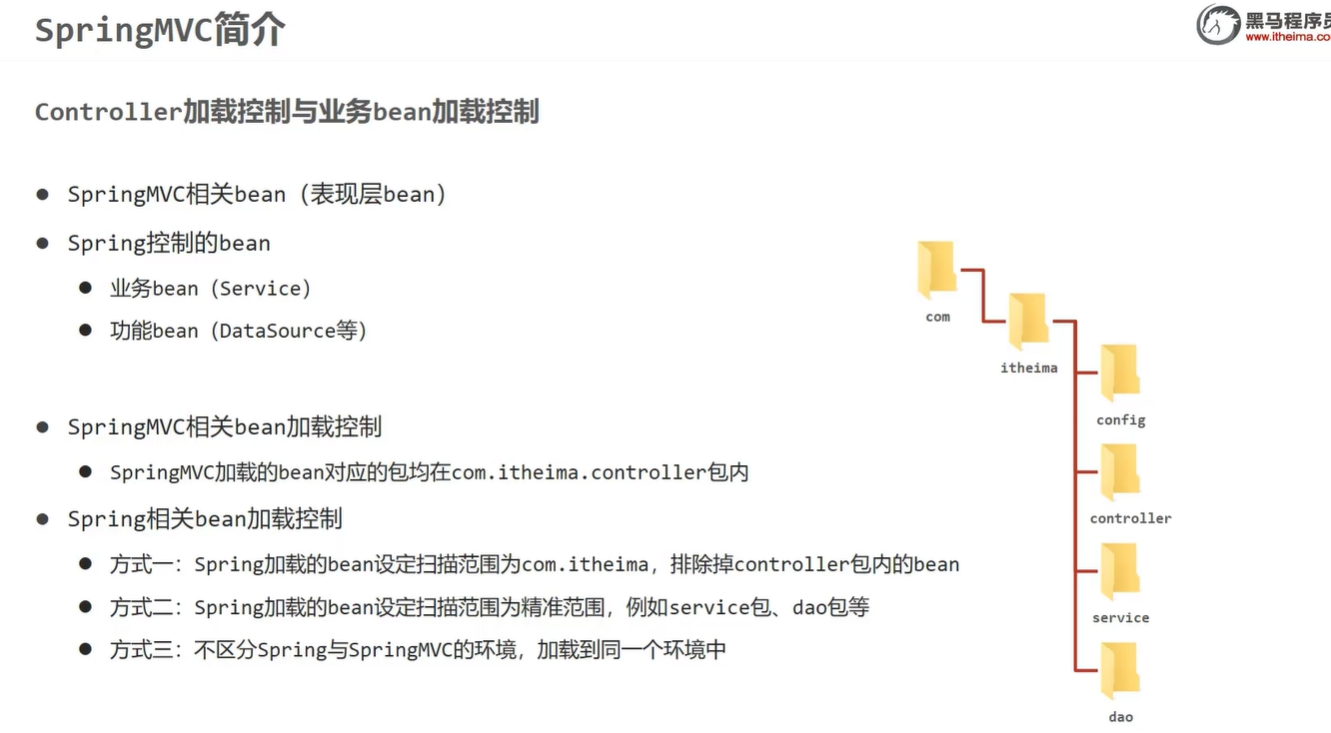 SpringMVC简介
黑马程序员
www.itheima.co
Controller加载控制与业务bean加载控制
● SpringMVC相关bean（表现层bean）
● Spring控制的bean
● 业务bean（Service）
● 功能bean（DataSource等）
● SpringMVC相关bean加载控制
● SpringMVC加载的bean对应的包均在com.itheima.controller包内
● Spring相关bean加载控制
● 方式一：Spring加载的bean设定扫描范围为com.itheima，排除掉controller包内的bean
● 方式二：Spring加载的bean设定扫描范围为精准范围，例如service包、dao包等
● 方式三：不区分Spring与SpringMVC的环境，加载到同一个环境中
com
itheima
config
controller
service
dao